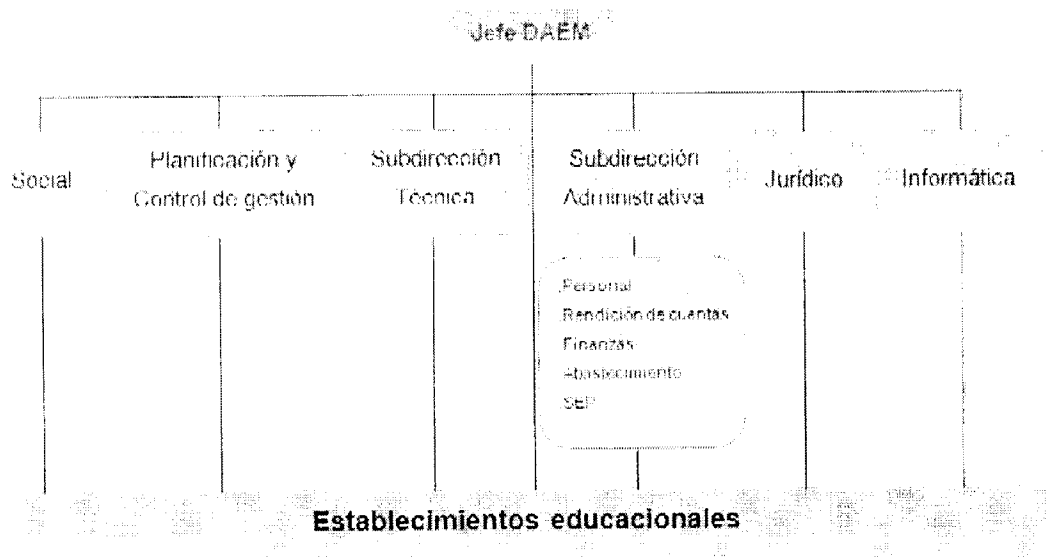 Jefe DAEM
Social
Planificación y
Control de gestión
Subdirección
Técnica
Subdirección
Administrativa
Jurídico
Informática
Personal
Rendición de cuentas
Finanzas
Abastecimiento
SEP
Establecimientos educacionales